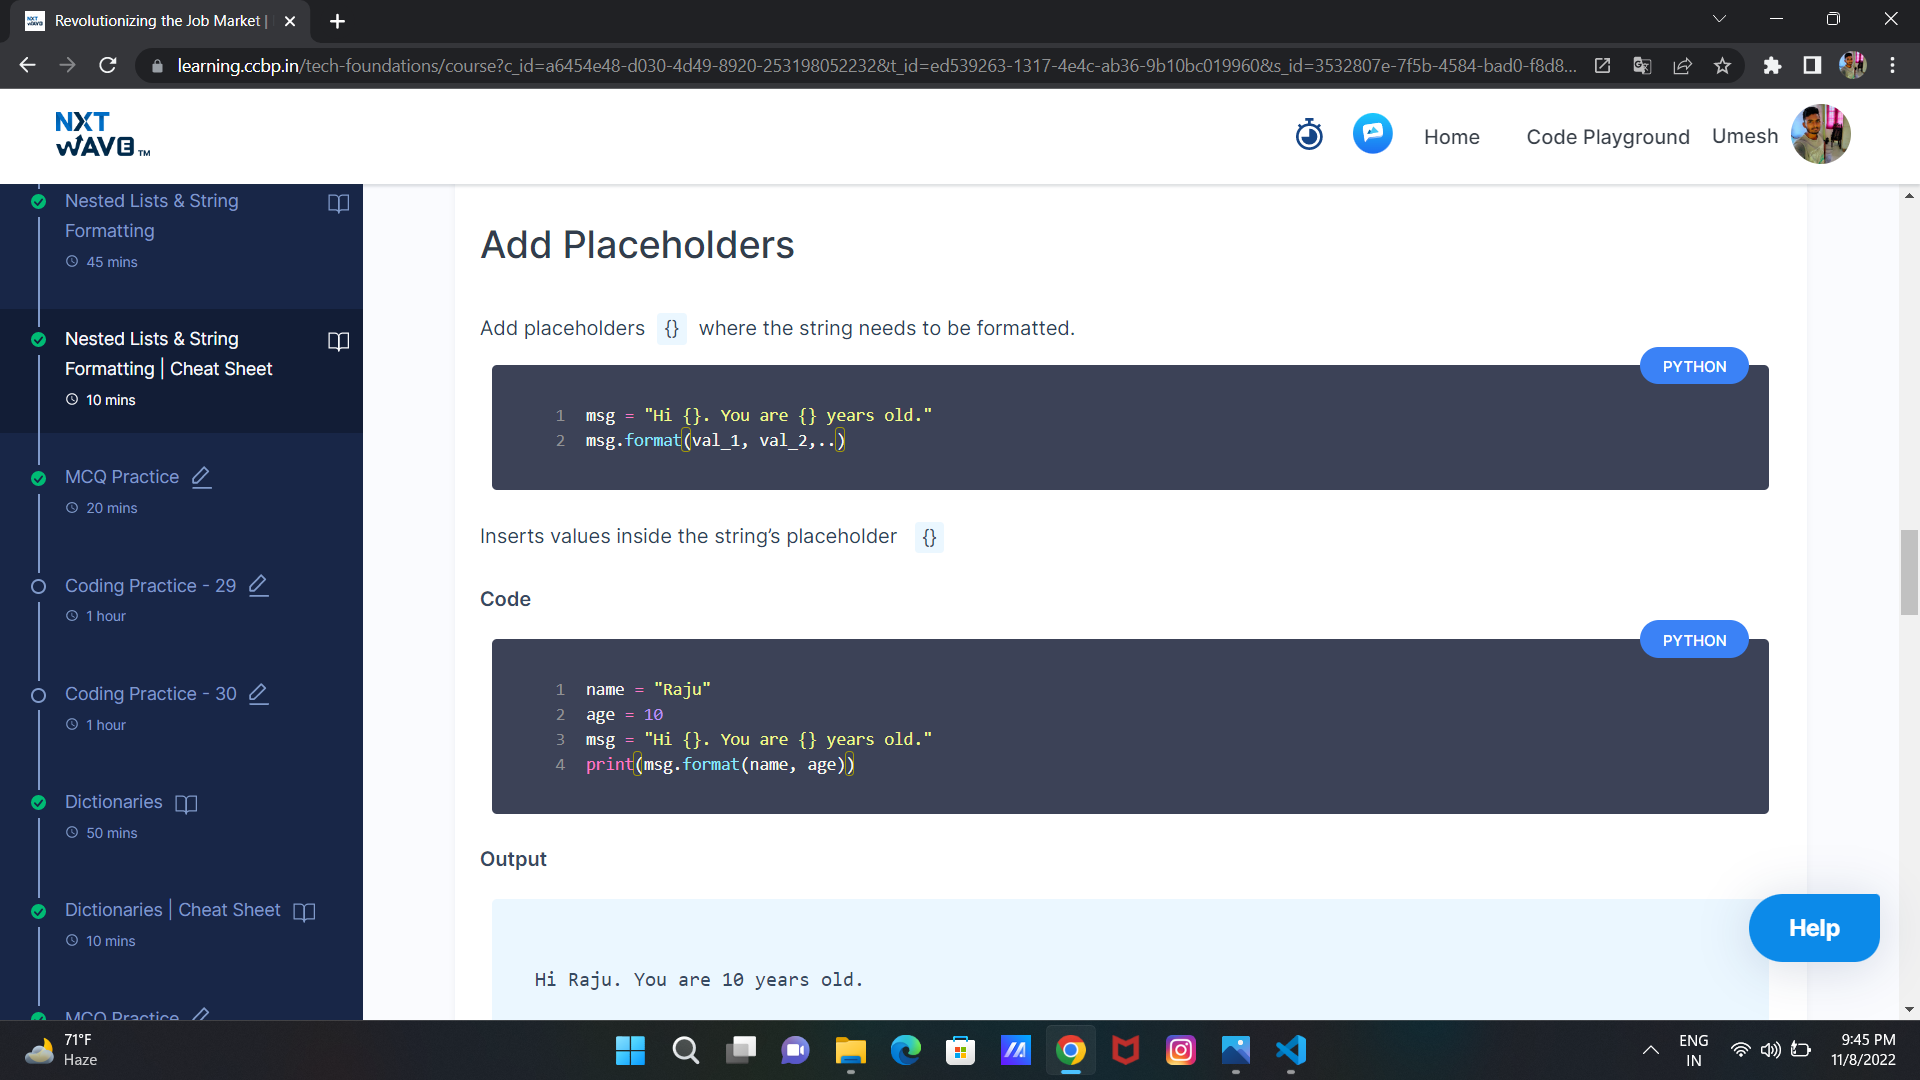 Revolutionizing the Job Market |
learning.ccbp.in/tech-foundations/course?c_id=a6454e48-d030-4d49-8920-253198052232&t_id=ed539263-1317-4e4c-ab36-9b10bc019960&s_id=3532807e-7f5b-4584-bad0-f8d8...
NXT
WAVE TM
Home
Code Playground
Umesh
Nested Lists & String
Formatting
45 mins
Nested Lists & String
Formatting | Cheat Sheet
10 mins
MCQ Practice
20 mins
Coding Practice - 29
1 hour
Coding Practice - 30
1 hour
Dictionaries
50 mins
Dictionaries | Cheat Sheet
10 mins
MCQ Practice
Add Placeholders
Add placeholders {} where the string needs to be formatted.
PYTHON
1 msg = "Hi {}. You are {} years old."
2 msg.format(val_1, val_2,..)
Inserts values inside the string’s placeholder {}
Code
PYTHON
1 name = "Raju"
2 age = 10
3 msg = "Hi {}. You are {} years old."
4 print(msg.format(name, age))
Output
Hi Raju. You are 10 years old.
Help
71°F
Haze
ENG
IN
9:45 PM
11/8/2022